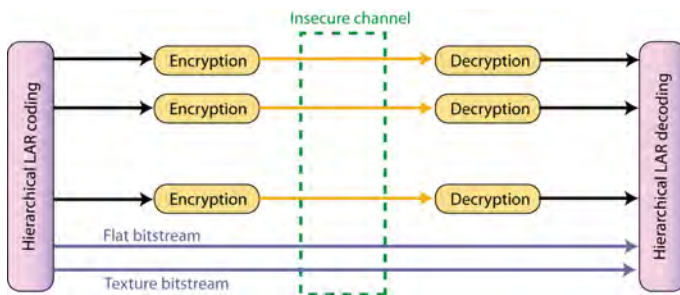 Insecure channel
Hierarchical LAR coding
Encryption
Decryption
Encryption
Decryption
Encryption
Decryption
Flat bitstream
Texture bitstream
Hierarchical LAR decoding